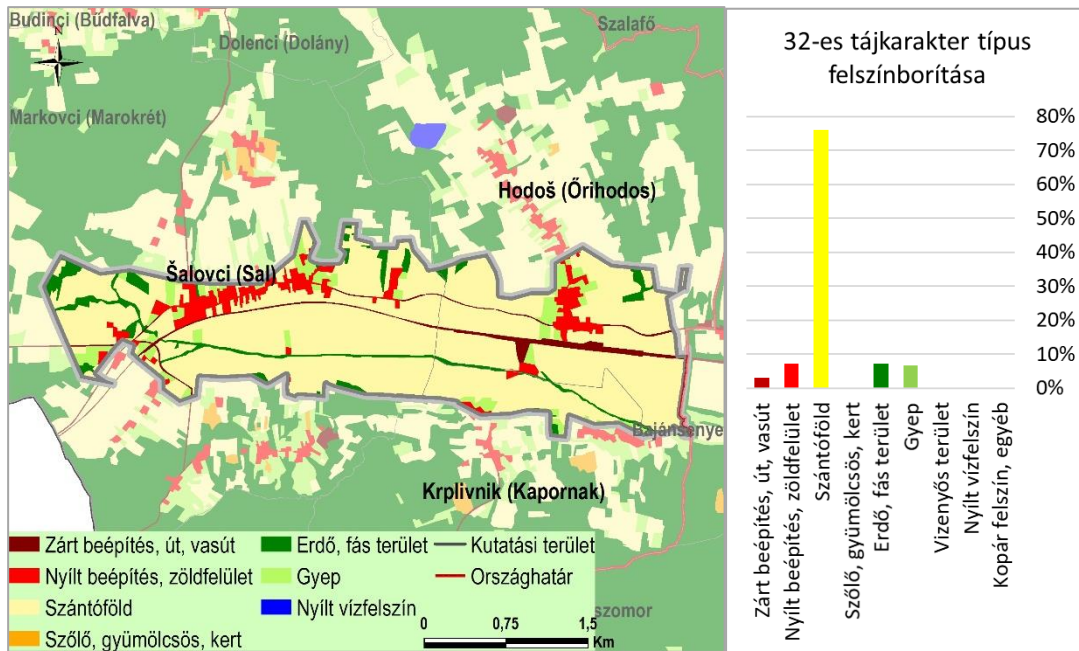 Budinci (Búdfalva)
N
Dolenci (Dolány)
Szalafő
Markovci (Marokrét)
Hodoš (Őrihodos)
Šalovci (Sal)
Bajánsenye
Krplivnik (Kapornak)
szomor
Zárt beépítés, út, vasút
Nyílt beépítés, zöldfelület
Szántóföld
Szőlő, gyümölcsös, kert
Erdő, fás terület
Gyep
Nyílt vízfelszín
Kutatási terület
Országhatár
0 0,75 1,5
Km
32-es tájkarakter típus
felszínborítása
80%
70%
60%
50%
40%
30%
20%
10%
0%
Zárt beépítés, út, vasút
Nyílt beépítés, zöldfelület
Szántóföld
Szőlő, gyümölcsös, kert
Erdő, fás terület
Gyep
Vizenyős terület
Nyílt vízfelszín
Kopár felszín, egyéb